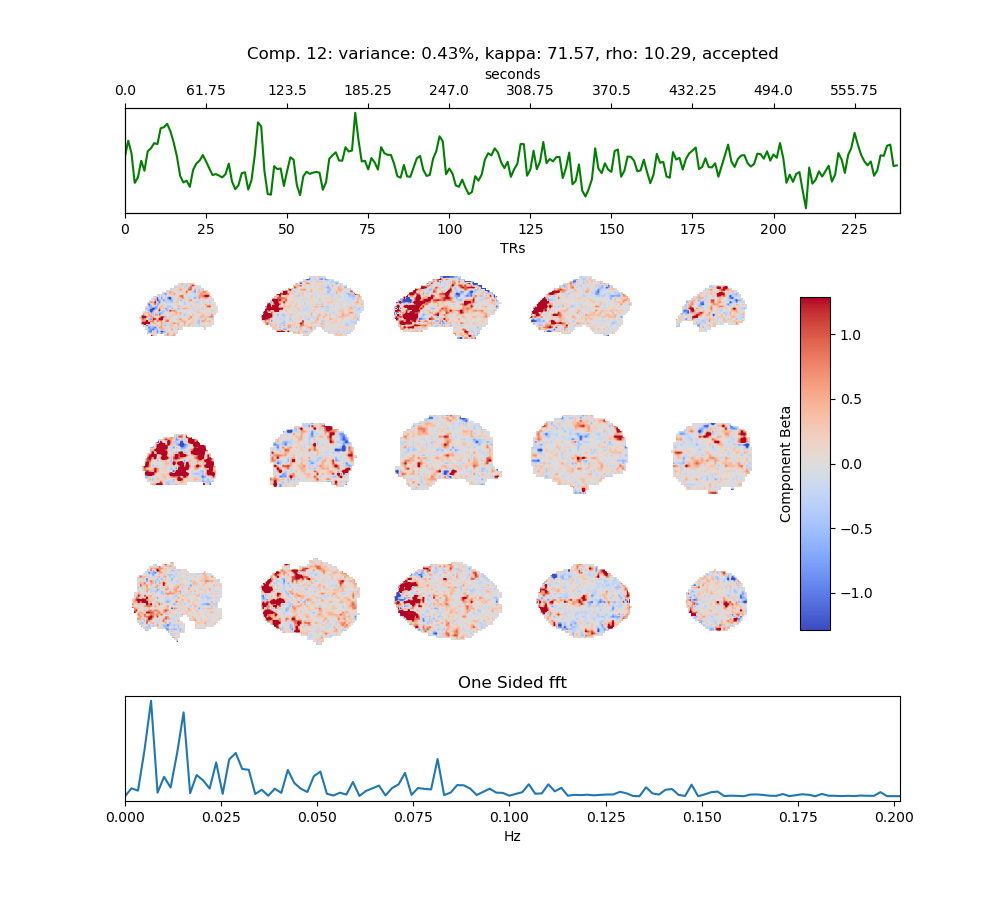 Comp. 12: variance: 0.43%, kappa: 71.57, rho: 10.29, accepted
seconds
0.0 61.75 123.5 185.25 247.0 308.75 370.5 432.25 494.0 555.75
0 25 50 75 100 125 150 175 200 225
TRs
1.0
0.5
0.0
−0.5
−1.0
Component Beta
One Sided fft
0.000 0.025 0.050 0.075 0.100 0.125 0.150 0.175 0.200
Hz